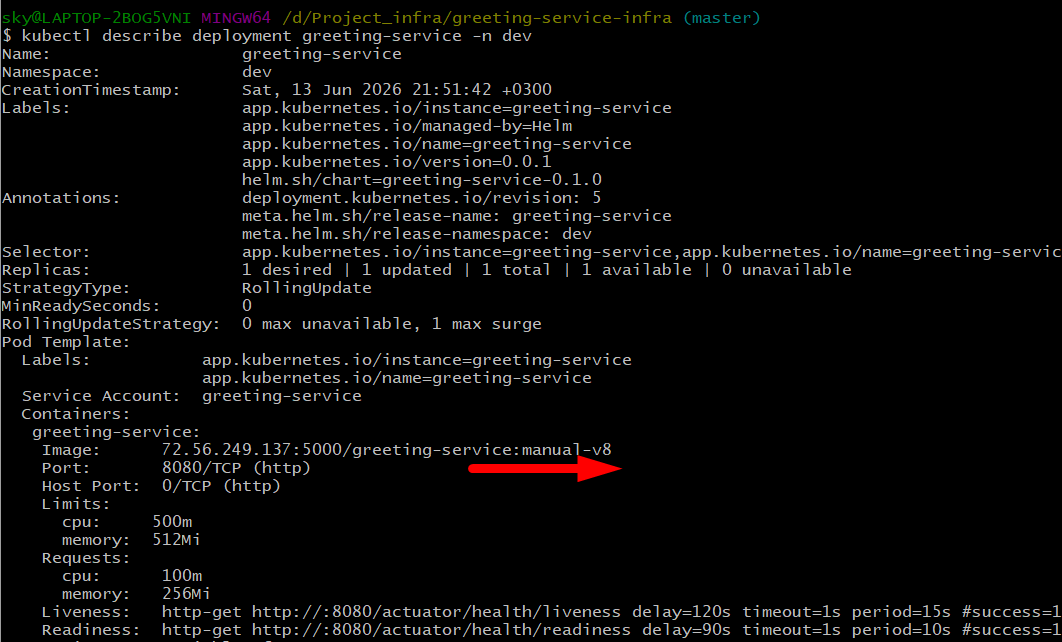 sky@LAPTOP-2BOG5VNI MINGW64 /d/Project_infra/greeting-service-infra (master)
$ kubectl describe deployment greeting-service -n dev
Name:                   greeting-service
Namespace:              dev
CreationTimestamp:      Sat, 13 Jun 2026 21:51:42 +0300
Labels:                 app.kubernetes.io/instance=greeting-service
                        app.kubernetes.io/managed-by=Helm
                        app.kubernetes.io/name=greeting-service
                        app.kubernetes.io/version=0.0.1
                        helm.sh/chart=greeting-service-0.1.0
Annotations:            deployment.kubernetes.io/revision: 5
                        meta.helm.sh/release-name: greeting-service
                        meta.helm.sh/release-namespace: dev
Selector:               app.kubernetes.io/instance=greeting-service,app.kubernetes.io/name=greeting-servic
Replicas:               1 desired | 1 updated | 1 total | 1 available | 0 unavailable
StrategyType:           RollingUpdate
MinReadySeconds:        0
RollingUpdateStrategy:  0 max unavailable, 1 max surge
Pod Template:
  Labels:           app.kubernetes.io/instance=greeting-service
                    app.kubernetes.io/name=greeting-service
  Service Account:  greeting-service
  Containers:
   greeting-service:
    Image:      72.56.249.137:5000/greeting-service:manual-v8
    Port:       8080/TCP (http)
    Host Port:  0/TCP (http)
    Limits:
      cpu:     500m
      memory:  512Mi
    Requests:
      cpu:      100m
      memory:   256Mi
    Liveness:   http-get http://:8080/actuator/health/liveness delay=120s timeout=1s period=15s #success=1
    Readiness:  http-get http://:8080/actuator/health/readiness delay=90s timeout=1s period=10s #success=1